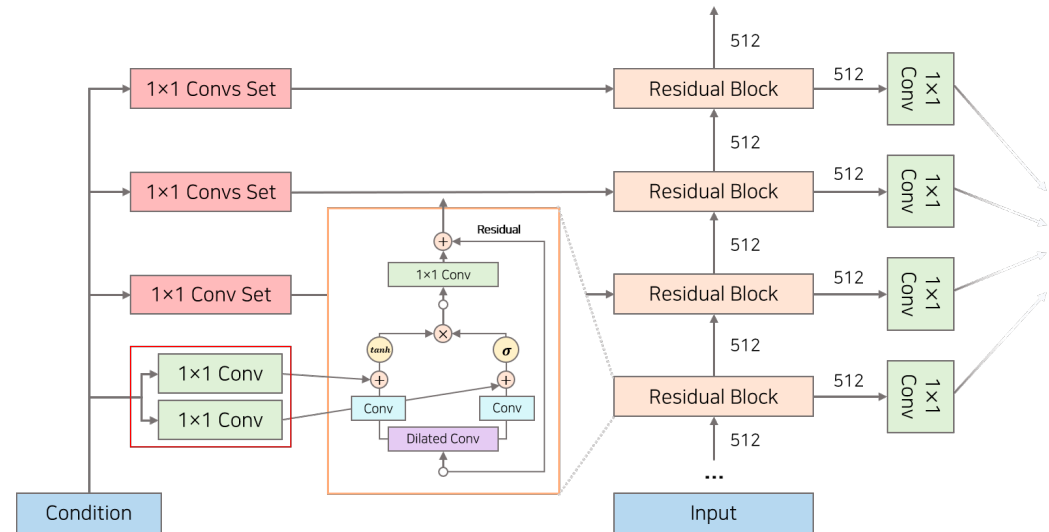 512
1×1 Convs Set
Residual Block
512
1×1
Conv
512
1×1 Convs Set
Residual Block
512
1×1
Conv
Residual
+
1×1 Conv
512
1×1 Conv Set
Residual Block
512
1×1
Conv
×
tanh
σ
512
1×1 Conv
+
+
Residual Block
512
1×1
Conv
1×1 Conv
Conv
Conv
Dilated Conv
512
...
Condition
Input